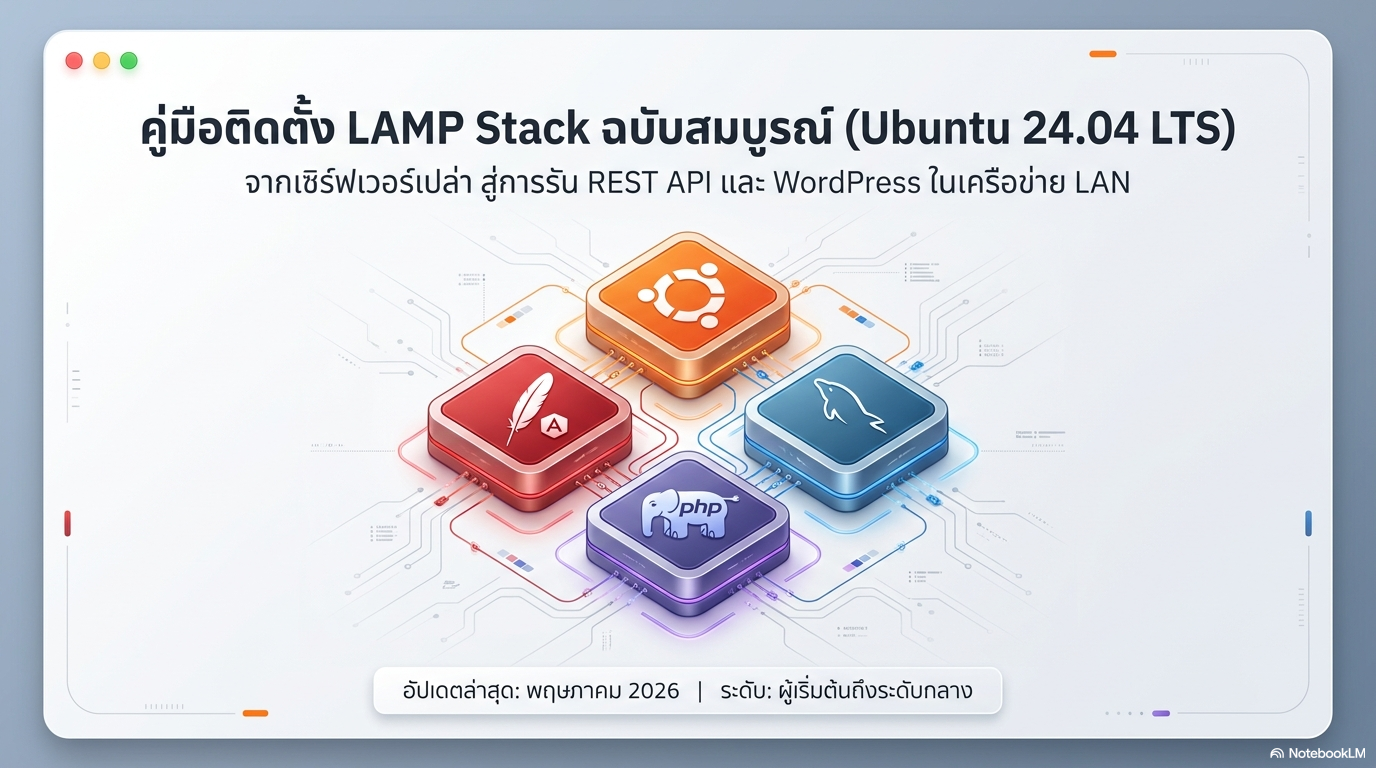 คู่มือติดตั้ง LAMP Stack ฉบับสมบูรณ์ (Ubuntu 24.04 LTS)
จากเซิร์ฟเวอร์เปล่า สู่การรัน REST API และ WordPress ในเครือข่าย LAN
A
php
อัปเดตล่าสุด: พฤษภาคม 2026 | ระดับ: ผู้เริ่มต้นถึงระดับกลาง
NotebookLM